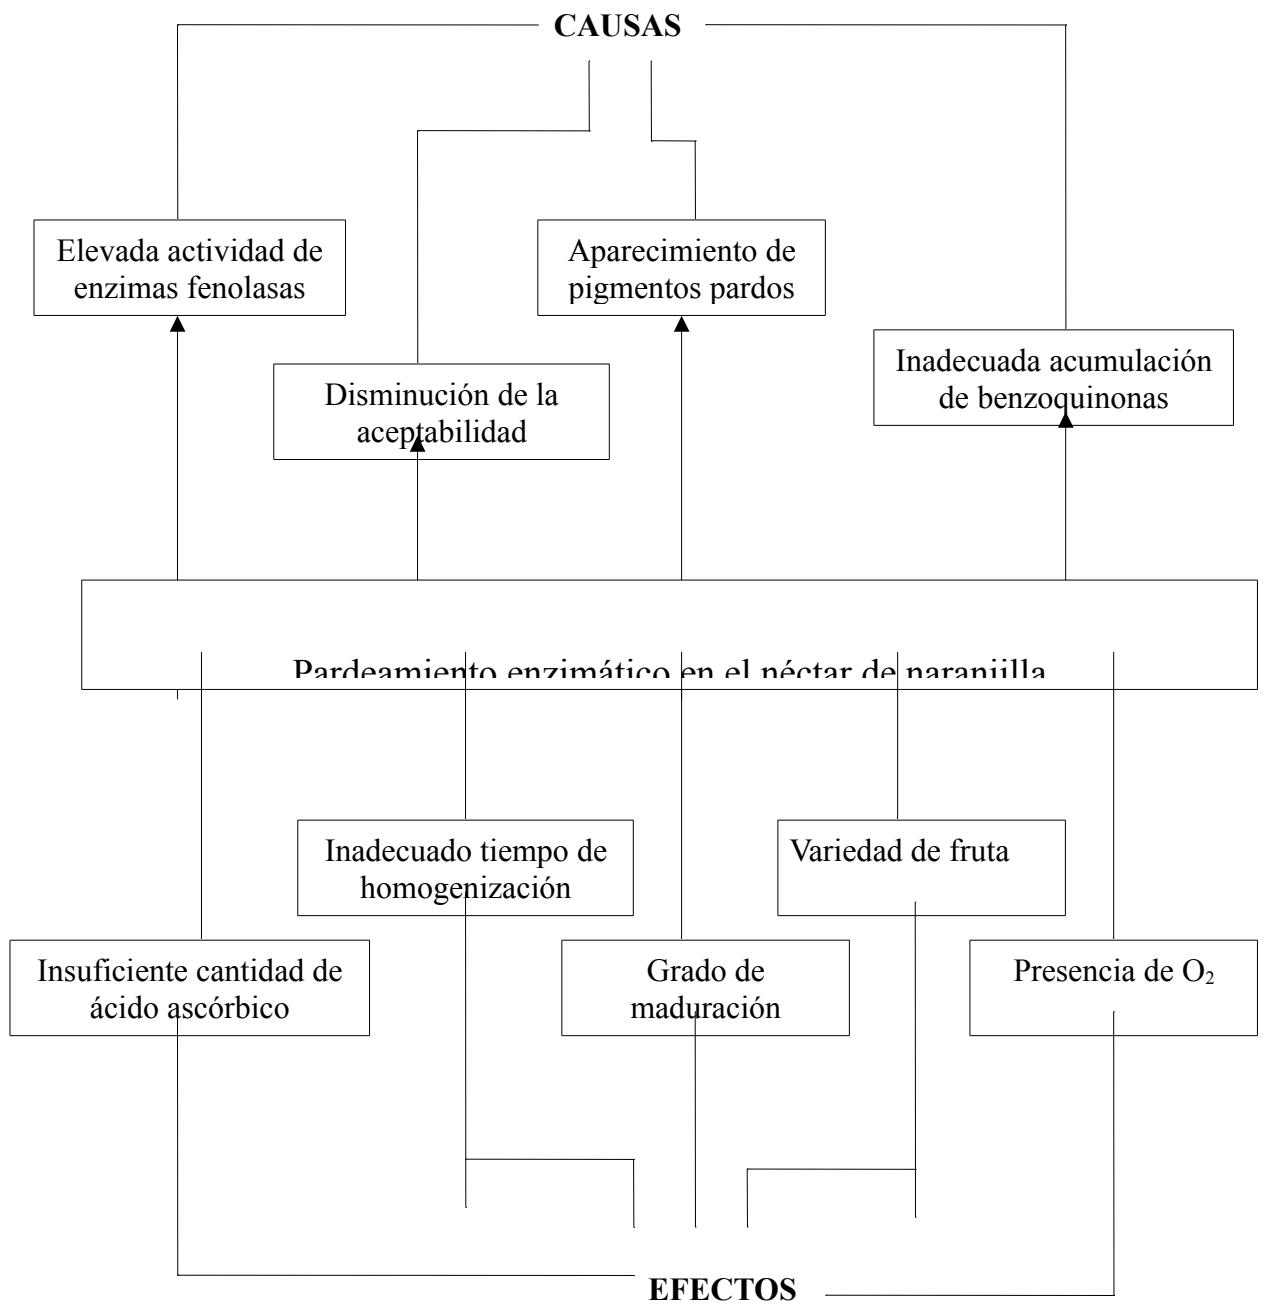 CAUSAS
Elevada actividad de
enzimas fenolasas
Aparecimiento de
pigmentos pardos
Disminución de la
aceptabilidad
Inadecuada acumulación
de benzoquinonas
Pardeamiento enzimático en el néctar de naranjilla
Inadecuado tiempo de
homogenización
Variedad de fruta
Insuficiente cantidad de
ácido ascórbico
Grado de
maduración
Presencia de O₂
EFECTOS